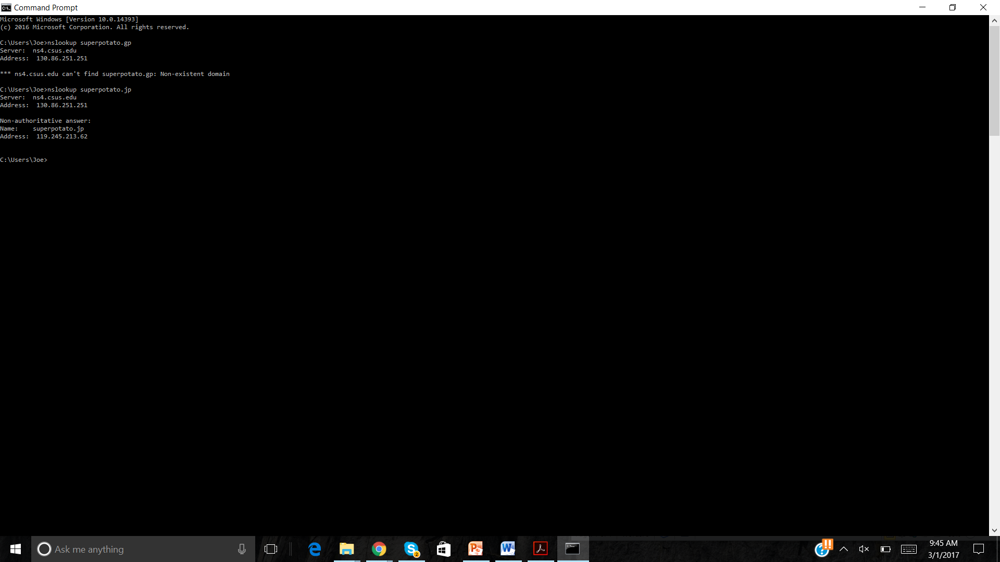 Command Prompt
Microsoft Windows [Version 10.0.14393]
(c) 2016 Microsoft Corporation. All rights reserved.
C:\Users\Joe>nslookup superpotato.gp
Server:  ns4.csus.edu
Address:  130.86.251.251
*** ns4.csus.edu can't find superpotato.gp: Non-existent domain
C:\Users\Joe>nslookup superpotato.jp
Server:  ns4.csus.edu
Address:  130.86.251.251
Non-authoritative answer:
Name:    superpotato.jp
Address:  119.245.213.62
C:\Users\Joe>
Ask me anything
2
9:45 AM
3/1/2017